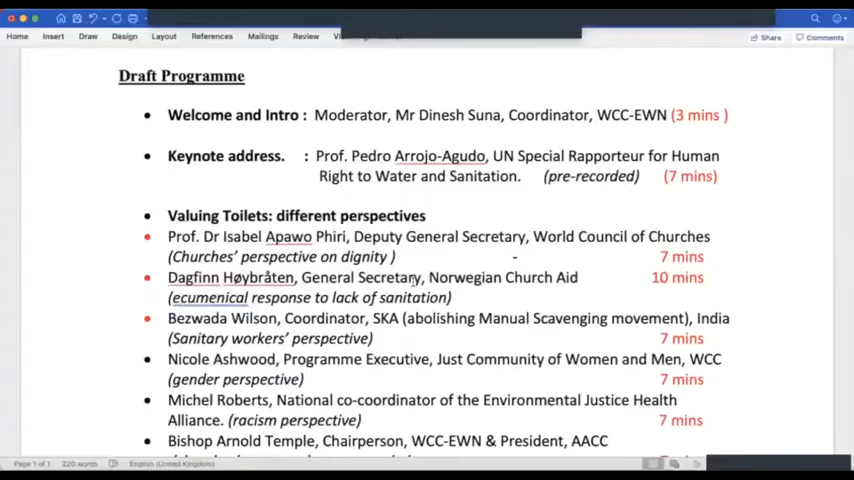 Home Insert Draw Design Layout References Mailings Review Share Comments
Draft Programme
• Welcome and Intro : Moderator, Mr Dinesh Suna, Coordinator, WCC-EWN (3 mins )
• Keynote address. : Prof. Pedro Arrojo-Agudo, UN Special Rapporteur for Human
Right to Water and Sanitation. (pre-recorded) (7 mins)
• Valuing Toilets: different perspectives
• Prof. Dr Isabel Apawo Phiri, Deputy General Secretary, World Council of Churches
(Churches' perspective on dignity ) - 7 mins
• Dagfinn Høybråten, General Secretary, Norwegian Church Aid 10 mins
(ecumenical response to lack of sanitation)
• Bezwada Wilson, Coordinator, SKA (abolishing Manual Scavenging movement), India
(Sanitary workers' perspective) 7 mins
• Nicole Ashwood, Programme Executive, Just Community of Women and Men, WCC
(gender perspective) 7 mins
• Michel Roberts, National co-coordinator of the Environmental Justice Health
Alliance. (racism perspective) 7 mins
• Bishop Arnold Temple, Chairperson, WCC-EWN & President, AACC
Page 1 of 1 220 words English (United Kingdom)